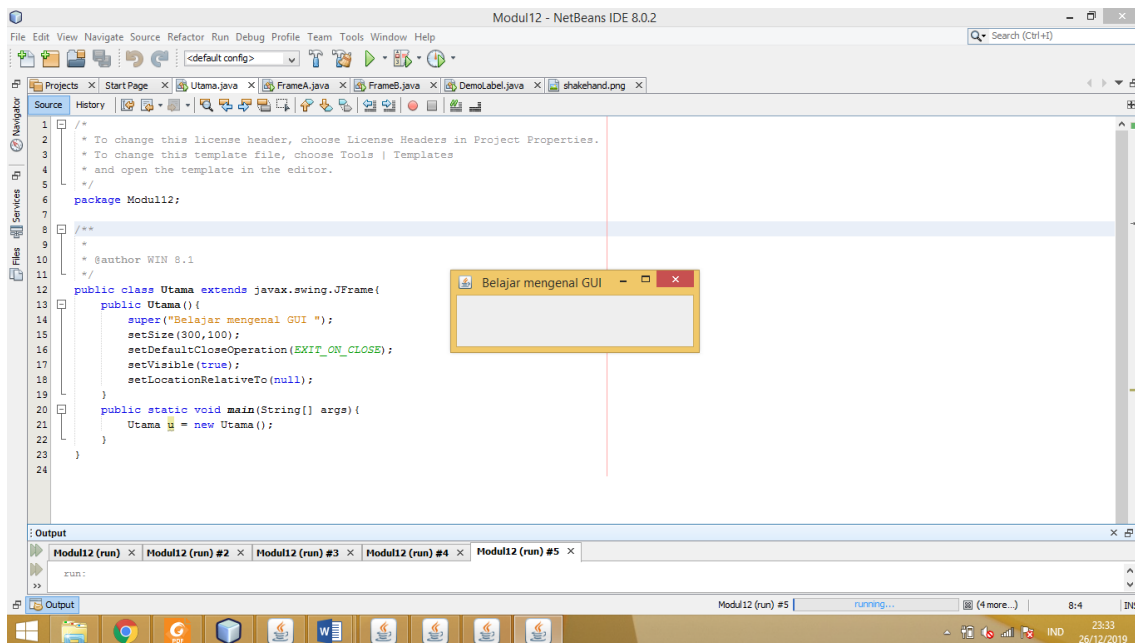 Modul12 - NetBeans IDE 8.0.2
File Edit View Navigate Source Refactor Run Debug Profile Team Tools Window Help
Search (Ctrl+I)
<default config>
Projects Start Page Utama.java FrameA.java FrameB.java DemoLabel.java shakehand.png
Source History
Navigator
Services
Files
1 /*
2 * To change this license header, choose License Headers in Project Properties.
3 * To change this template file, choose Tools | Templates
4 * and open the template in the editor.
5 */
6 package Modul12;
7
8 /**
9 *
10 * @author WIN 8.1
11 */
12 public class Utama extends javax.swing.JFrame{
13 public Utama(){
14 super("Belajar mengenal GUI ");
15 setSize(300,100);
16 setDefaultCloseOperation(EXIT_ON_CLOSE);
17 setVisible(true);
18 setLocationRelativeTo(null);
19 }
20 public static void main(String[] args){
21 Utama u = new Utama();
22 }
23 }
24
Belajar mengenal GUI
Output
Modul12 (run) Modul12 (run) #2 Modul12 (run) #3 Modul12 (run) #4 Modul12 (run) #5
run:
Output
Modul12 (run) #5 running... (4 more...) 8:4 IN
PDF
IND
23:33
26/12/2019